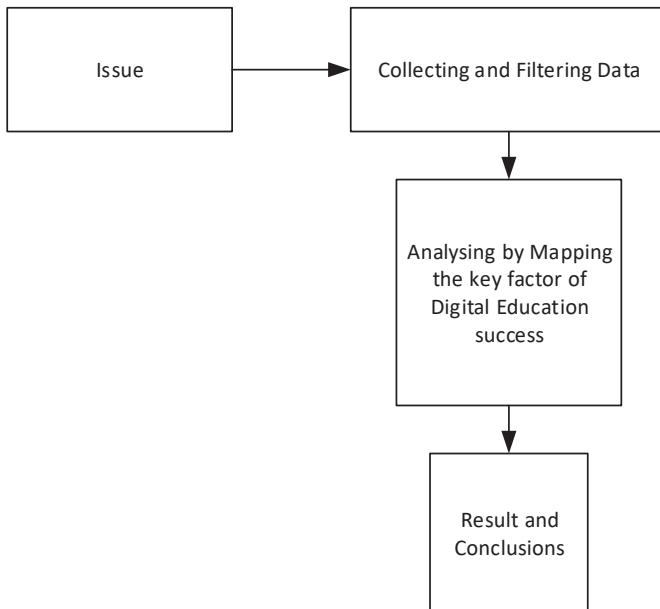 Issue
Collecting and Filtering Data
Analysing by Mapping
the key factor of
Digital Education
success
Result and
Conclusions